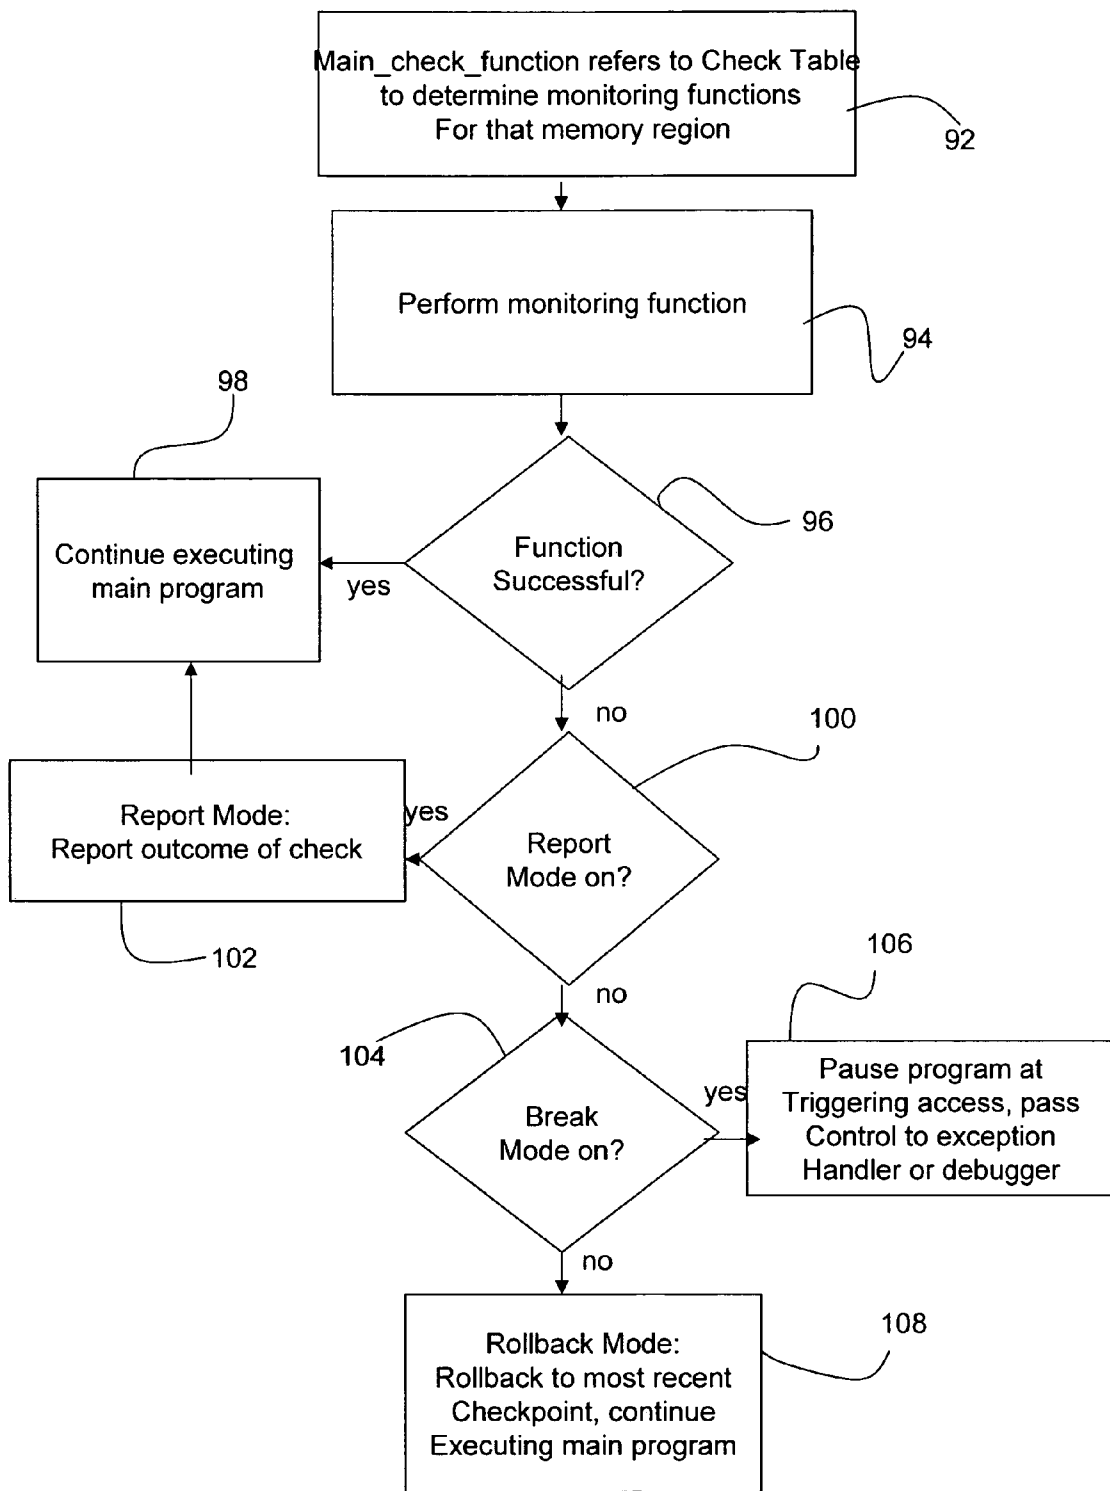 Main_check_function refers to Check Table
to determine monitoring functions
For that memory region
92
Perform monitoring function
94
98
96
Function
Successful?
Continue executing
main program
yes
no
100
Report Mode:
Report outcome of check
yes
Report
Mode on?
102
no
106
104
Break
Mode on?
yes
Pause program at
Triggering access, pass
Control to exception
Handler or debugger
no
108
Rollback Mode:
Rollback to most recent
Checkpoint, continue
Executing main program